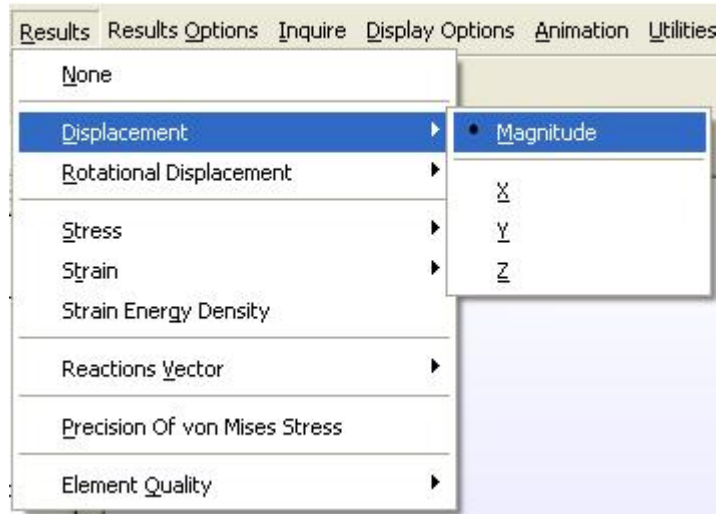 Results Results Options Inquire Display Options Animation Utilities
None
Displacement
Magnitude
Rotational Displacement
X
Y
Z
Stress
Strain
Strain Energy Density
Reactions Vector
Precision Of von Mises Stress
Element Quality